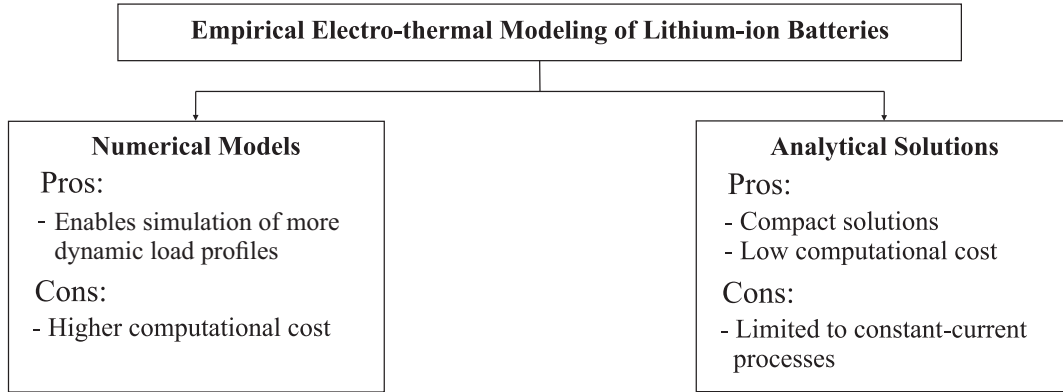 Empirical Electro-thermal Modeling of Lithium-ion Batteries
Numerical Models
Pros:
- Enables simulation of more
dynamic load profiles
Cons:
- Higher computational cost
Analytical Solutions
Pros:
- Compact solutions
- Low computational cost
Cons:
- Limited to constant-current
processes